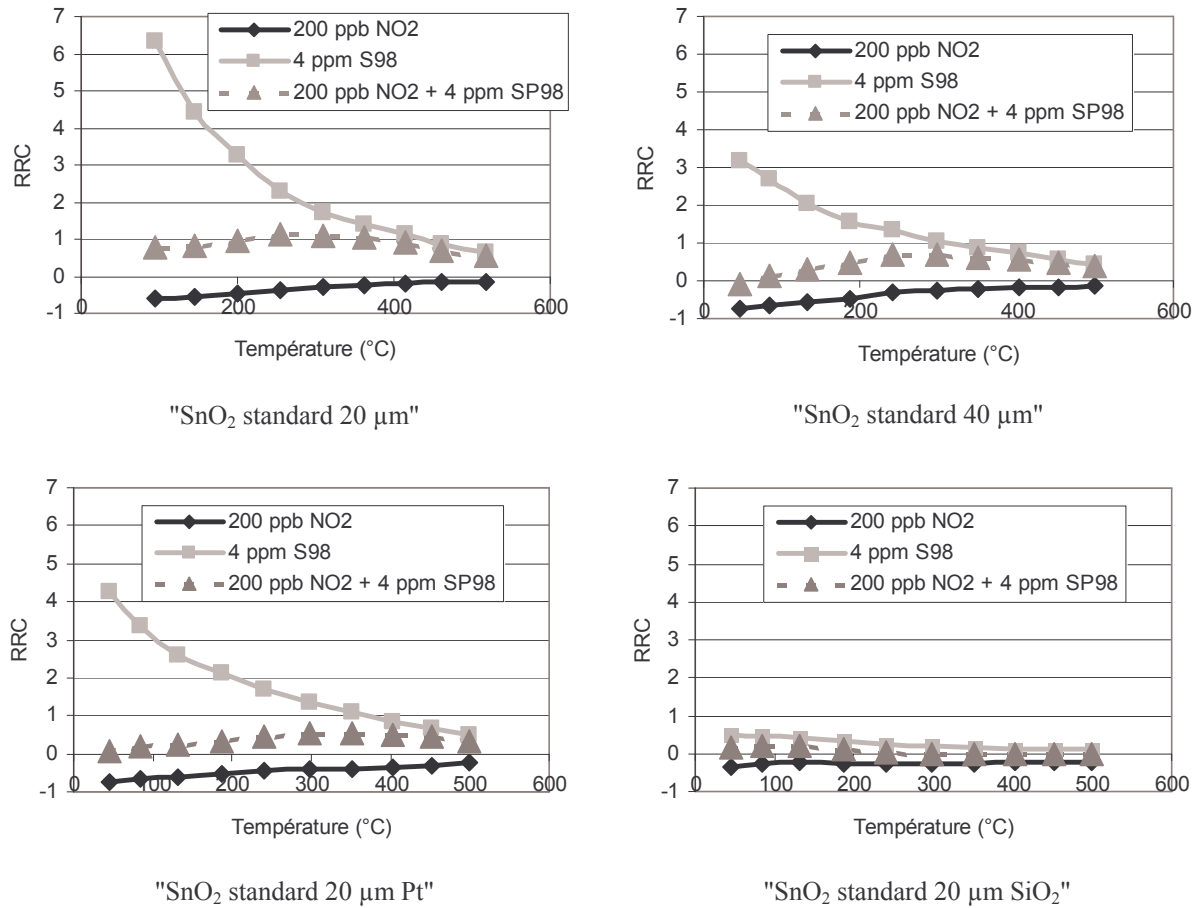 7
6
5
4
3
2
1
0
-1
RRC
200 ppb NO2
4 ppm S98
200 ppb NO2 + 4 ppm SP98
0
200
400
600
Température (°C)
"SnO₂ standard 20 µm"
7
6
5
4
3
2
1
0
-1
RRC
200 ppb NO2
4 ppm S98
200 ppb NO2 + 4 ppm SP98
0
200
400
600
Température (°C)
"SnO₂ standard 40 µm"
7
6
5
4
3
2
1
0
-1
RRC
200 ppb NO2
4 ppm S98
200 ppb NO2 + 4 ppm SP98
0
100
200
300
400
500
600
Température (°C)
"SnO₂ standard 20 µm Pt"
7
6
5
4
3
2
1
0
-1
RRC
200 ppb NO2
4 ppm S98
200 ppb NO2 + 4 ppm SP98
0
100
200
300
400
500
600
Température (°C)
"SnO₂ standard 20 µm SiO₂"